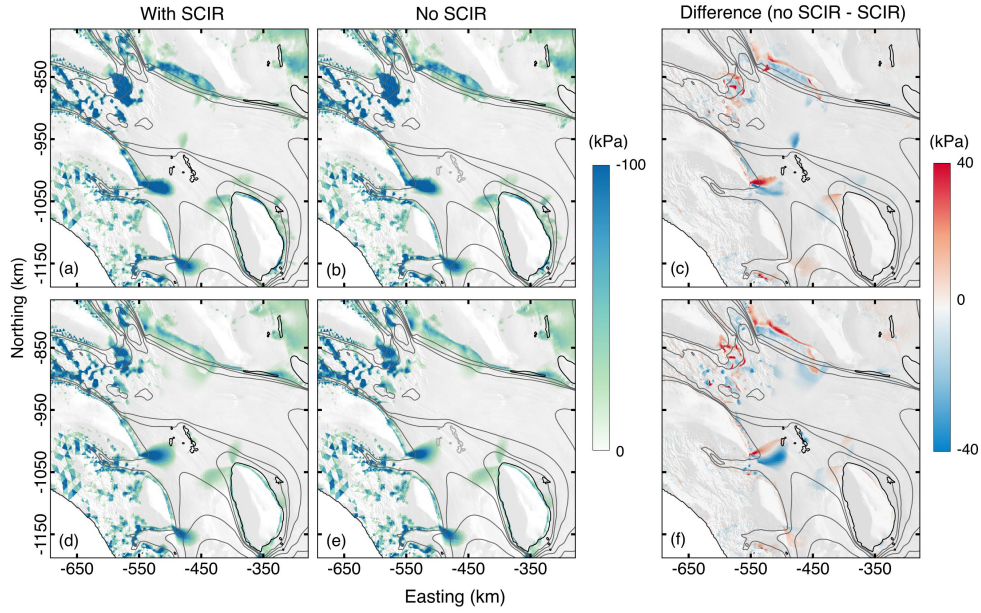 With SCIR
No SCIR
Difference (no SCIR - SCIR)
-850
-950
-1050
-1150
(a)
(b)
(c)
(kPa)
-100
0
(kPa)
40
0
-40
Northing (km)
-850
-950
-1050
-1150
(d)
(e)
(f)
-650 -550 -450 -350
-650 -550 -450 -350
-650 -550 -450 -350
Easting (km)